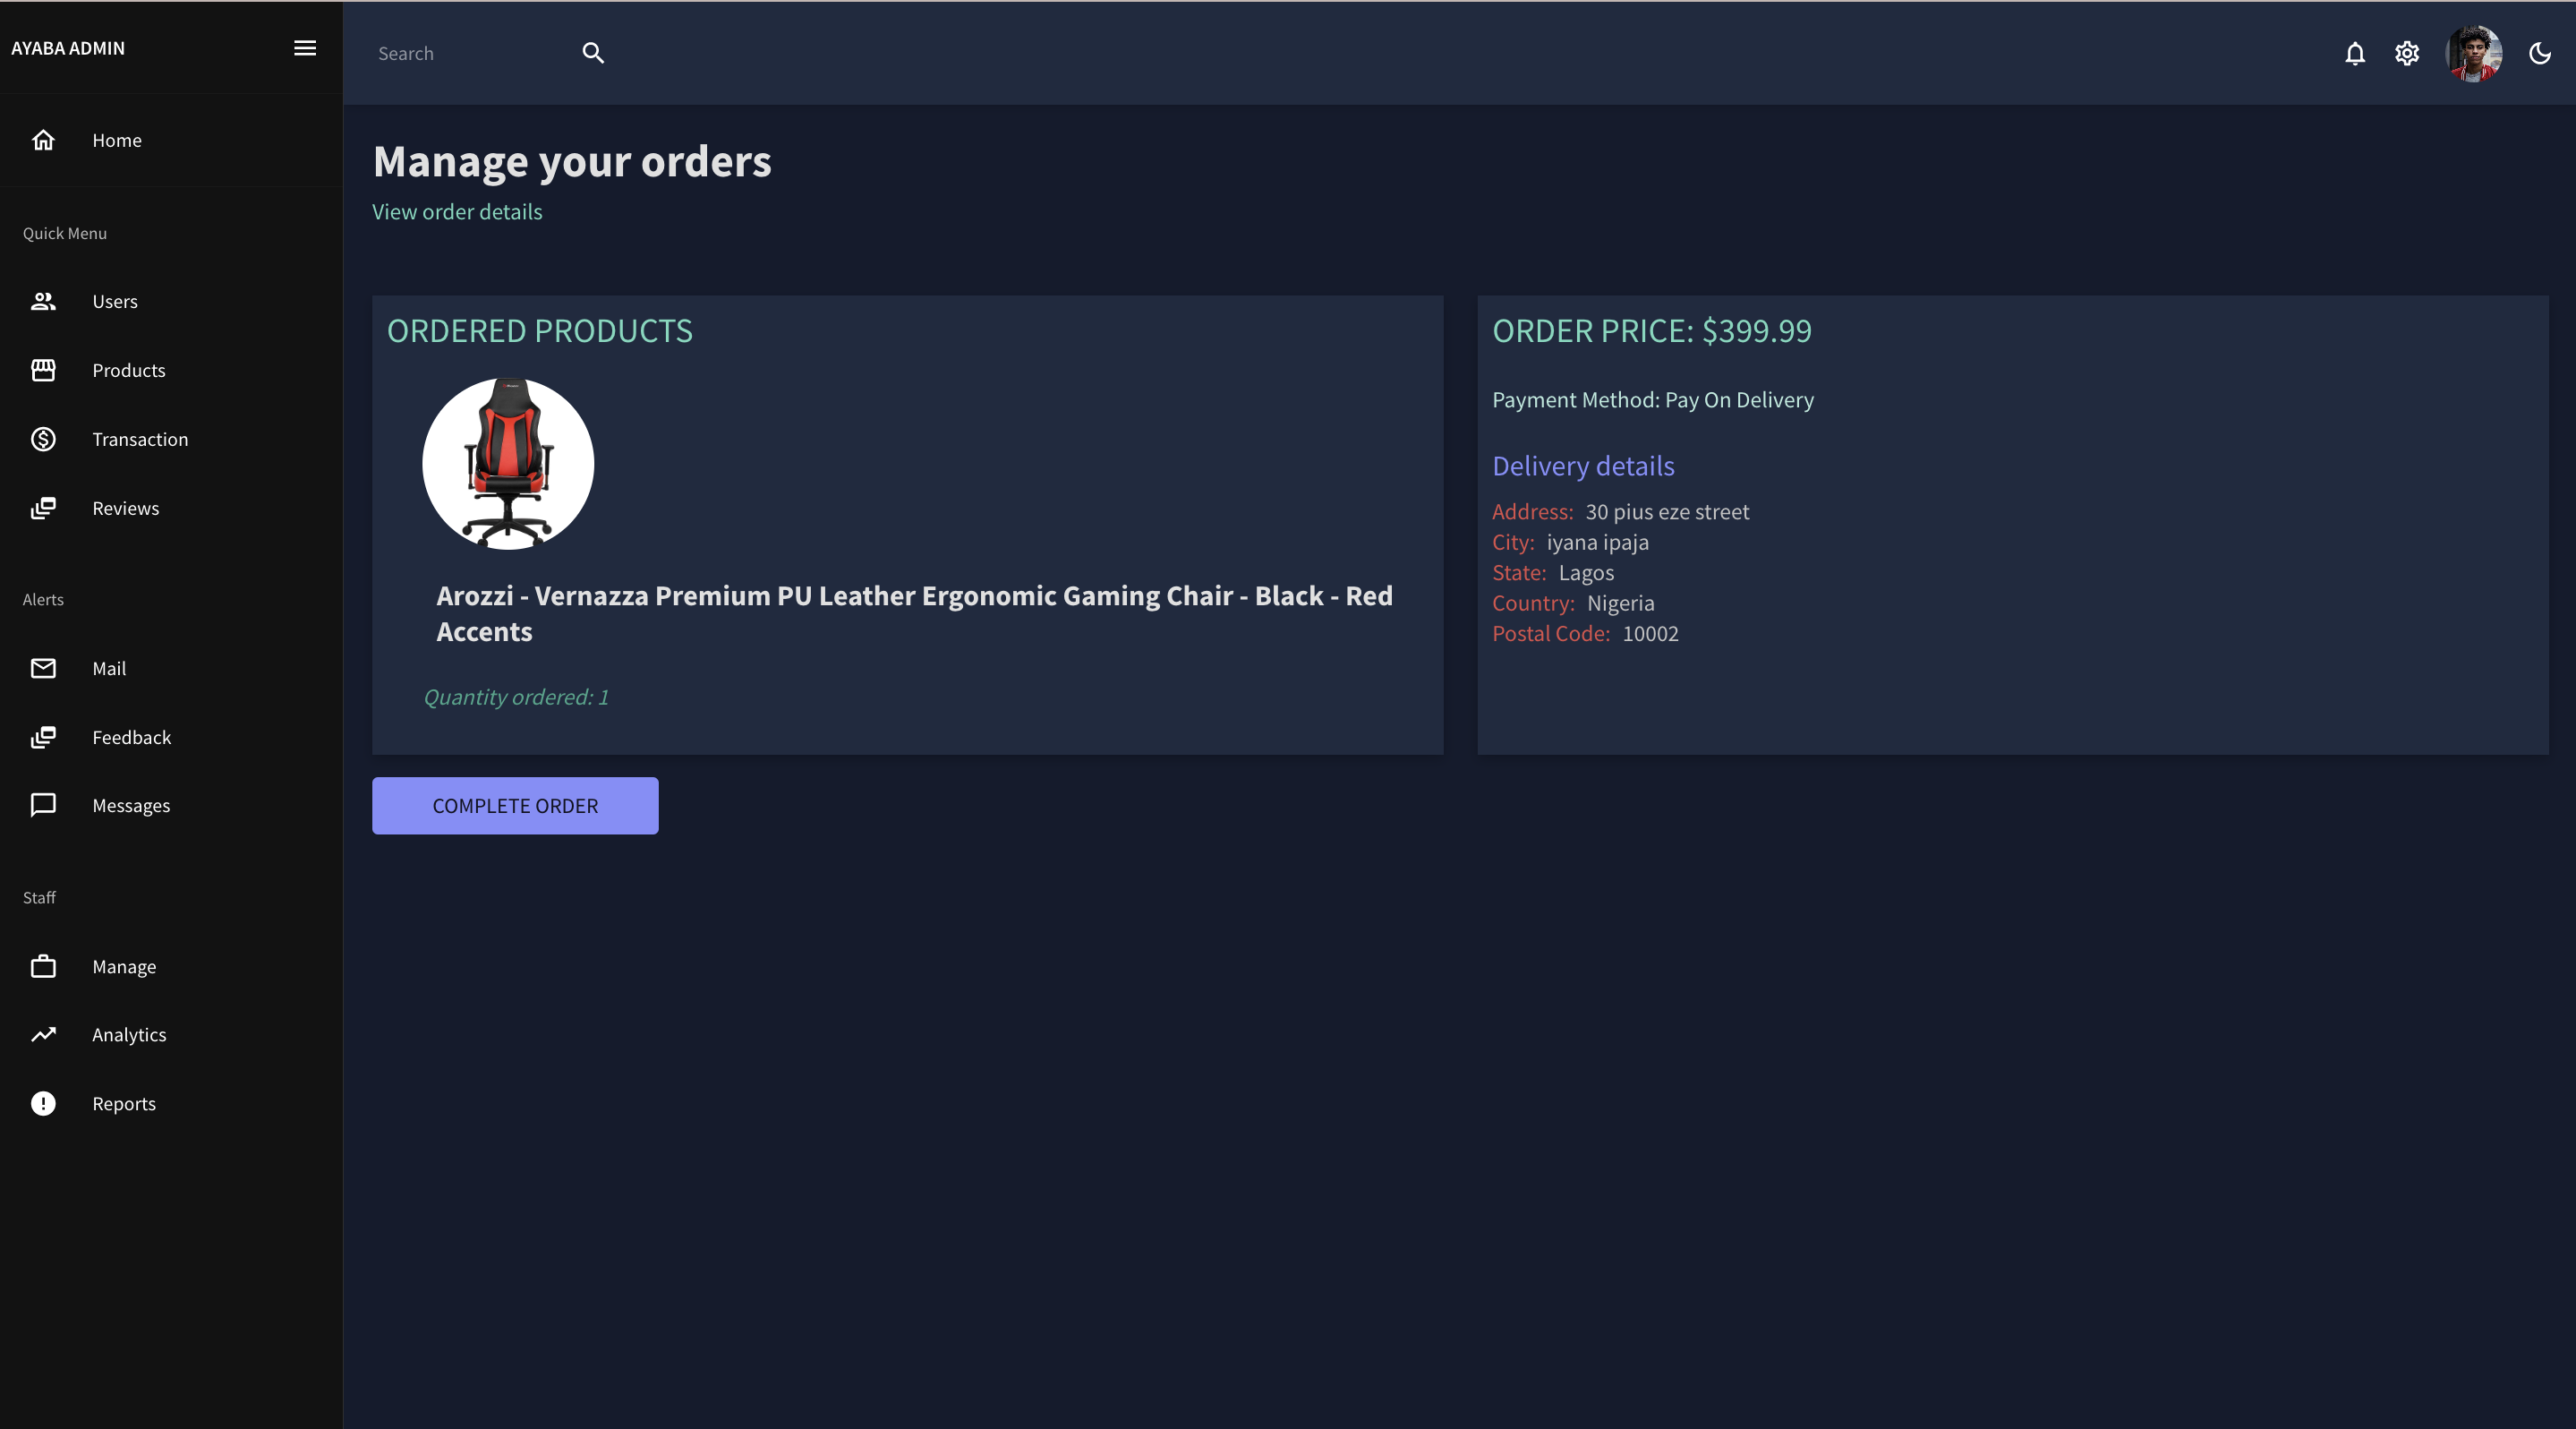 AYABA ADMIN
Search
Home
Quick Menu
Users
Products
Transaction
Reviews
Alerts
Mail
Feedback
Messages
Staff
Manage
Analytics
Reports
Manage your orders
View order details
ORDERED PRODUCTS
Arozzi - Vernazza Premium PU Leather Ergonomic Gaming Chair - Black - Red
Accents
Quantity ordered: 1
ORDER PRICE: $399.99
Payment Method: Pay On Delivery
Delivery details
Address: 30 pius eze street
City: iyana ipaja
State: Lagos
Country: Nigeria
Postal Code: 10002
COMPLETE ORDER